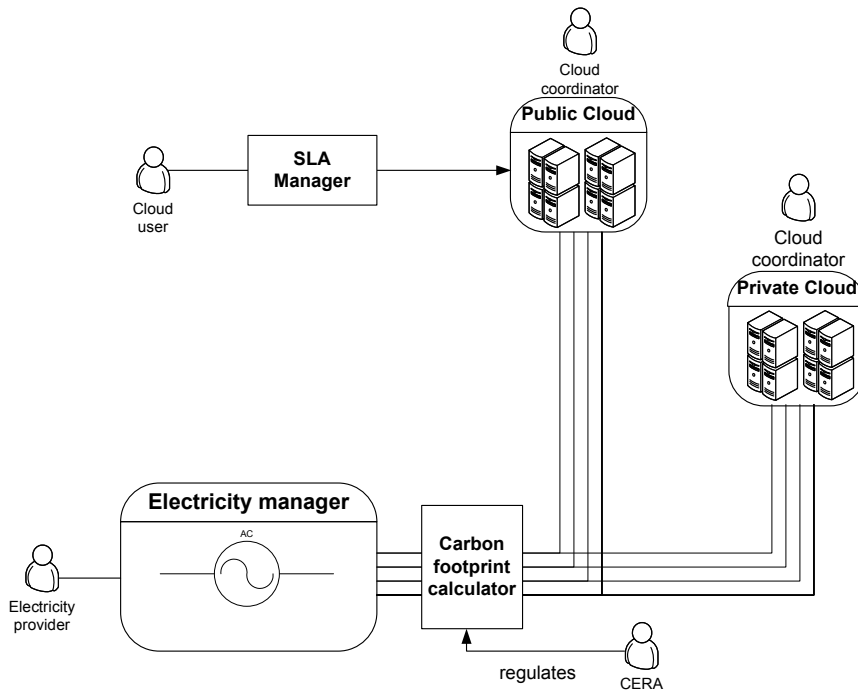 Cloud
coordinator
Public Cloud
SLA
Manager
Cloud
user
Cloud
coordinator
Private Cloud
Electricity manager
AC
Carbon
footprint
calculator
Electricity
provider
regulates
CERA